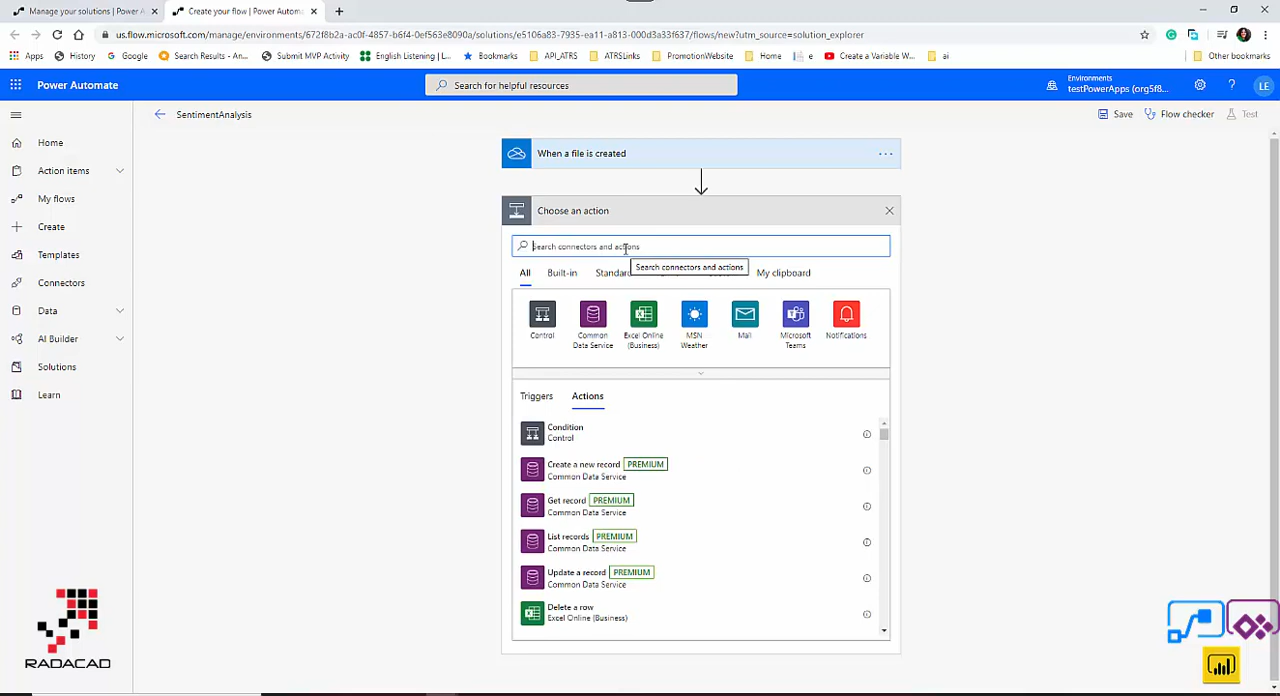 Manage your solutions | Power A
Create your flow | Power Automa
us.flow.microsoft.com/manage/environments/672f8b2a-ac0f-4857-b6f4-0ef563e8090a/solutions/e5106a83-7935-ea11-a813-000d3a33f637/flows/new?utm_source=solution_explorer
Apps
History
Google
Search Results - An...
Submit MVP Activity
English Listening |...
Bookmarks
API_ATRS
ATRSLinks
PromotionWebsite
Home
e
Create a Variable W...
ai
Other bookmarks
Power Automate
Search for helpful resources
Environments
testPowerApps (org5f8...
LE
SentimentAnalysis
Save
Flow checker
Test
Home
Action items
My flows
Create
Templates
Connectors
Data
AI Builder
Solutions
Learn
When a file is created
Choose an action
Search connectors and actions
Search connectors and actions
All
Built-in
Standard
My clipboard
Control
Common Data Service
Excel Online (Business)
MSN Weather
Mail
Microsoft Teams
Notifications
Triggers
Actions
Condition
Control
Create a new record PREMIUM
Common Data Service
Get record PREMIUM
Common Data Service
List records PREMIUM
Common Data Service
Update a record PREMIUM
Common Data Service
Delete a row
Excel Online (Business)
RADACAD